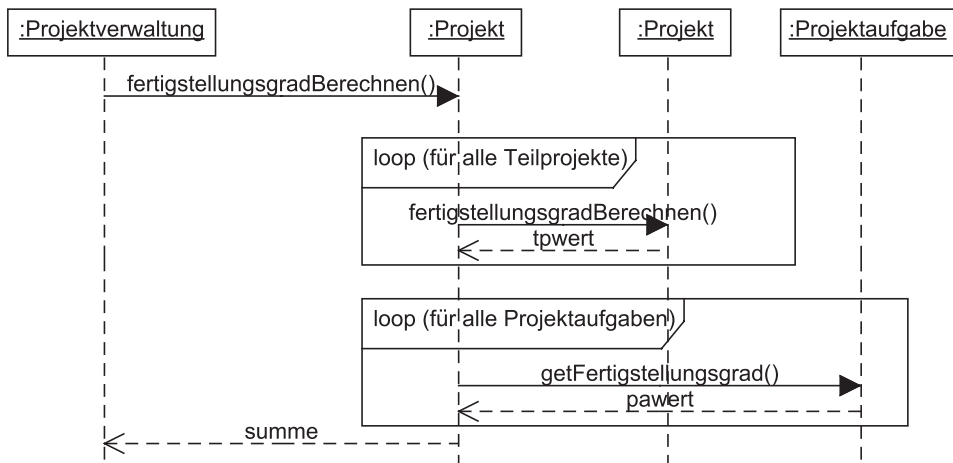 :Projektverwaltung
:Projekt
:Projekt
:Projektaufgabe
fertigstellungsgradBerechnen()
loop (für alle Teilprojekte)
fertigstellungsgradBerechnen()
tpwert
loop (für alle Projektaufgaben)
getFertigstellungsgrad()
pawert
summe